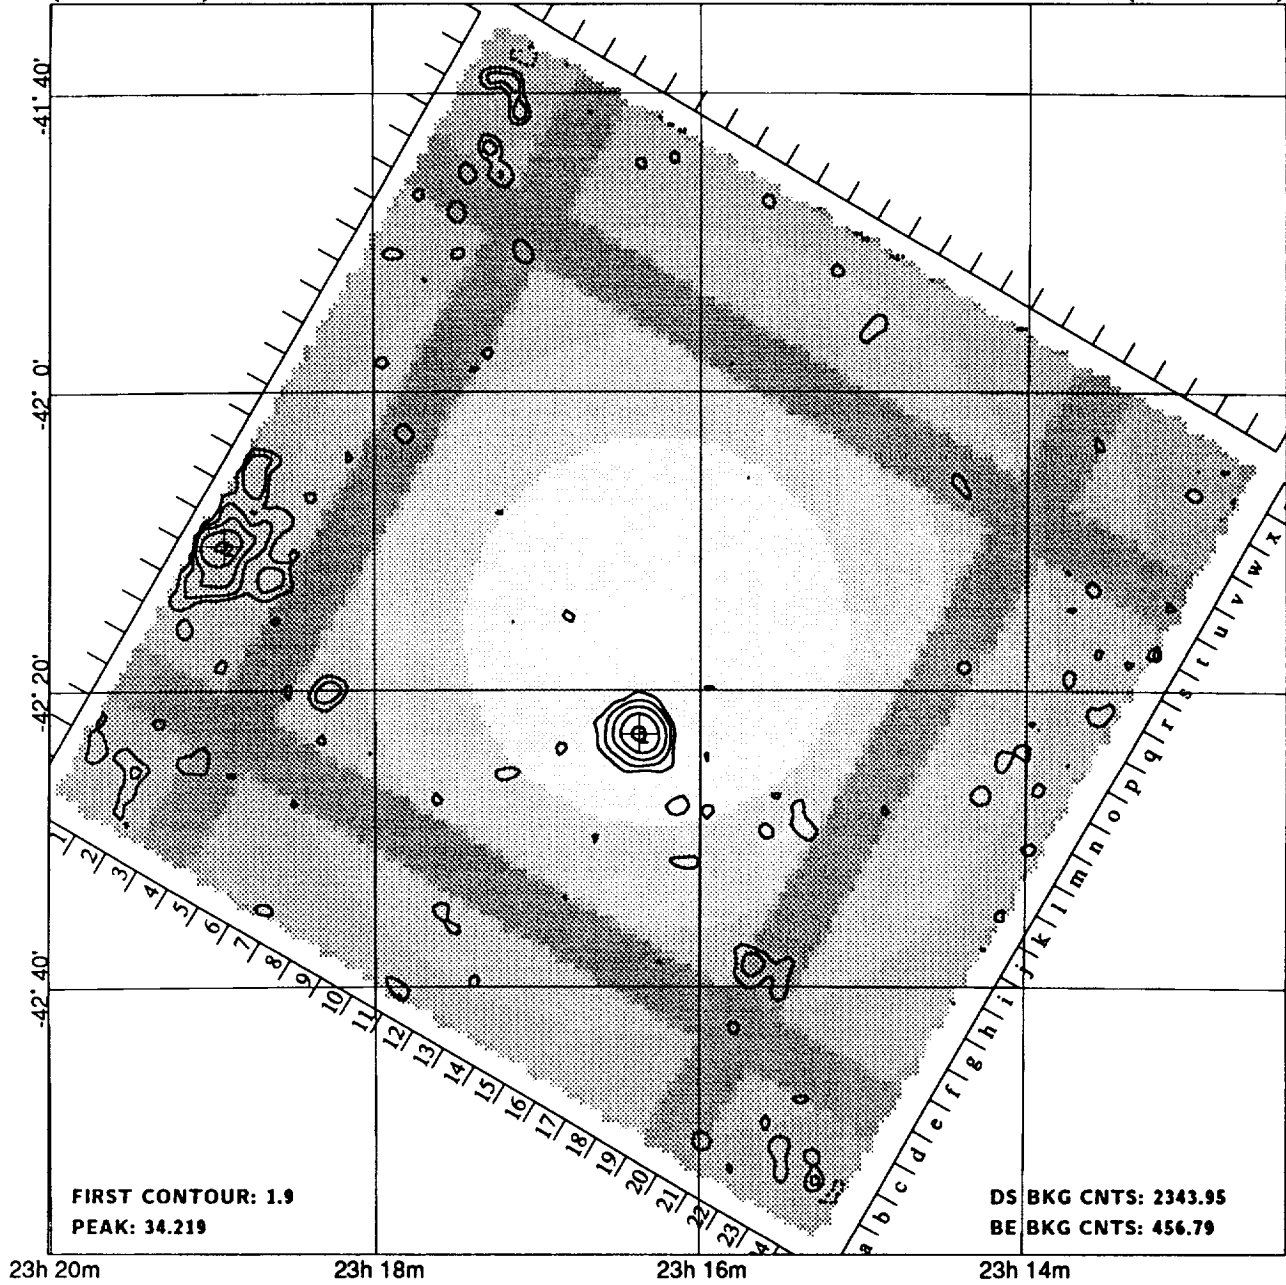 -41° 40'
-42° 0'
-42° 20'
-42° 40'
1 2 3 4 5 6 7 8 9 10 11 12 13 14 15 16 17 18 19 20 21 22 23 24
a b c d e f g h i j k l m n o p q r s t u v w x
FIRST CONTOUR: 1.9
PEAK: 34.219
DS BKG CNTS: 2343.95
BE BKG CNTS: 456.79
23h 20m
23h 18m
23h 16m
23h 14m